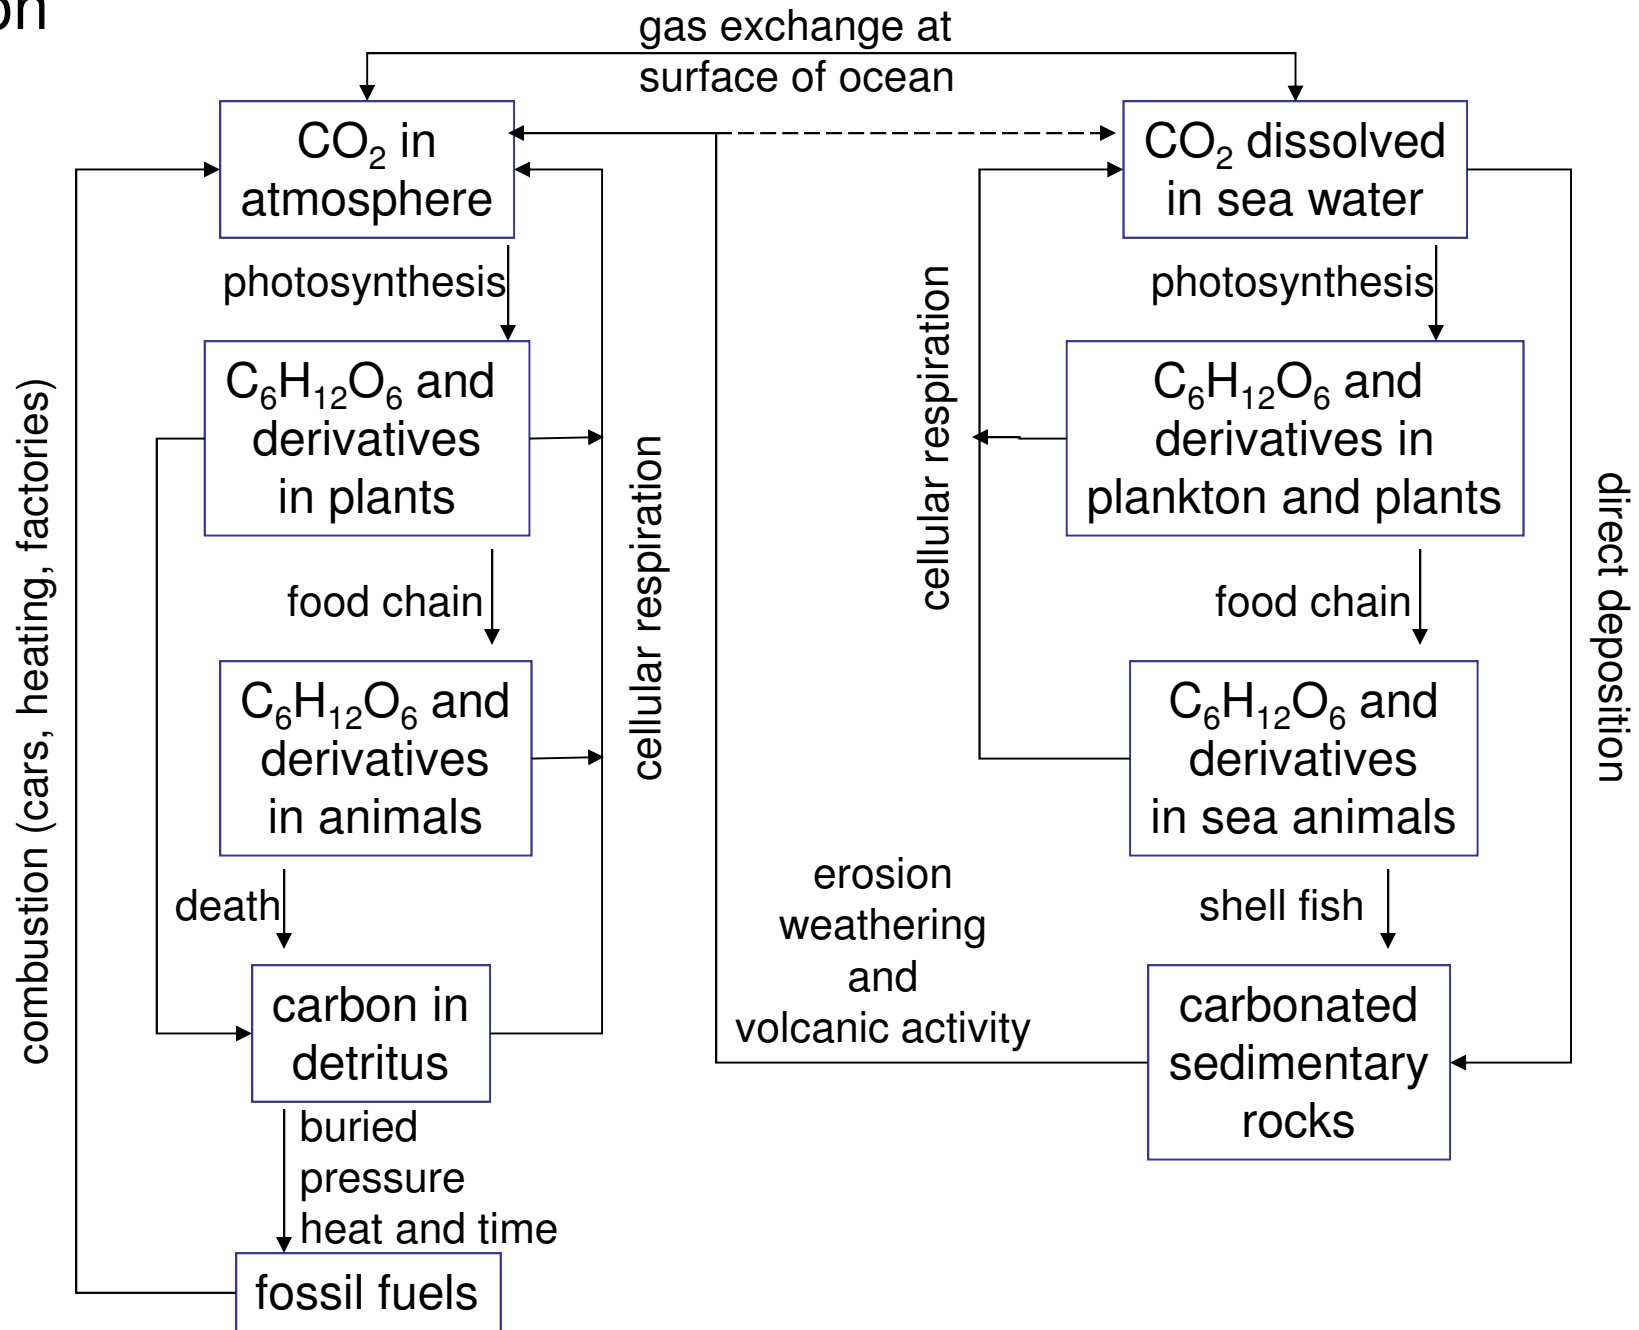 on
gas exchange at
surface of ocean
CO₂ in
atmosphere
CO₂ dissolved
in sea water
photosynthesis
photosynthesis
C₆H₁₂O₆ and
derivatives
in plants
C₆H₁₂O₆ and
derivatives in
plankton and plants
combustion (cars, heating, factories)
cellular respiration
cellular respiration
direct deposition
food chain
food chain
C₆H₁₂O₆ and
derivatives
in animals
C₆H₁₂O₆ and
derivatives
in sea animals
death
erosion
weathering
and
volcanic activity
shell fish
carbon in
detritus
carbonated
sedimentary
rocks
buried
pressure
heat and time
fossil fuels